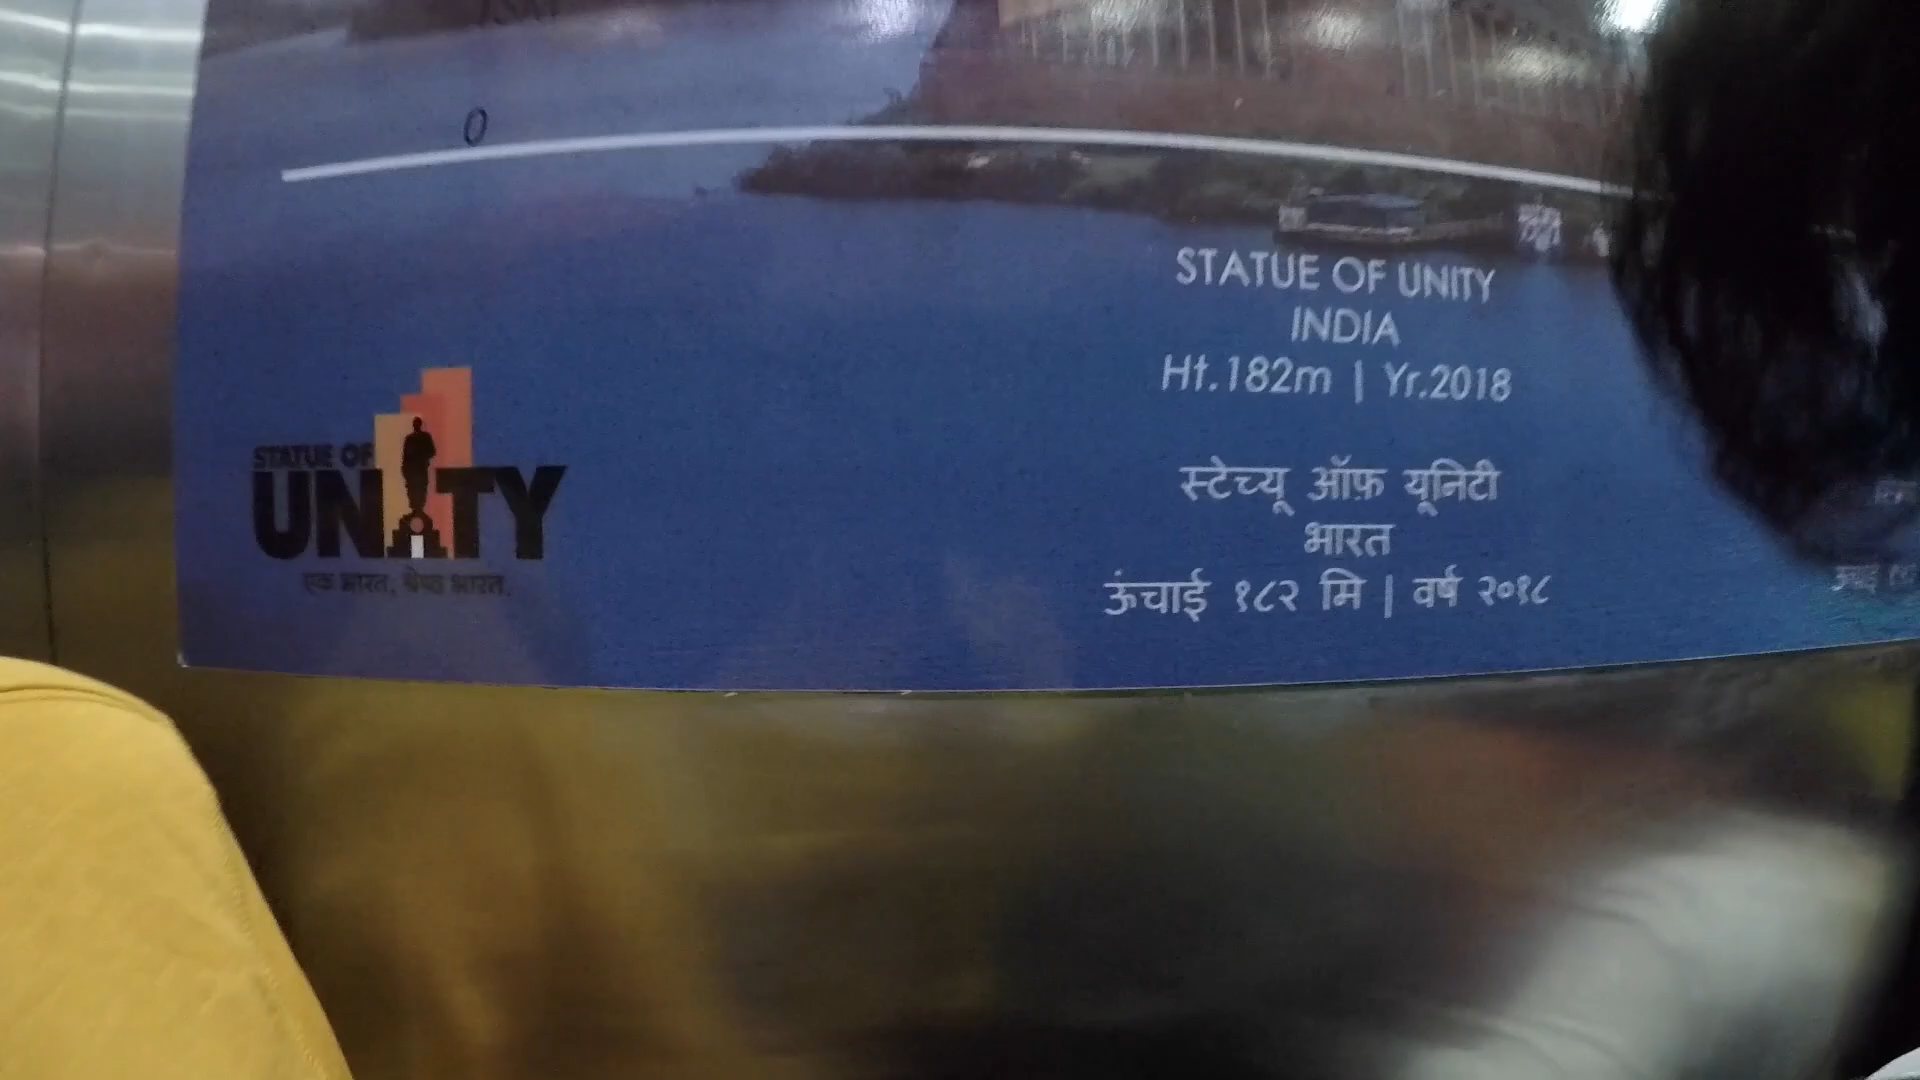 0
STATUE OF UNITY
INDIA
Ht.182m | Yr.2018
स्टेच्यू ऑफ़ यूनिटी
भारत
ऊंचाई १८२ मि | वर्ष २०१८
STATUE OF
UNITY
एक भारत, श्रेष्ठ भारत.